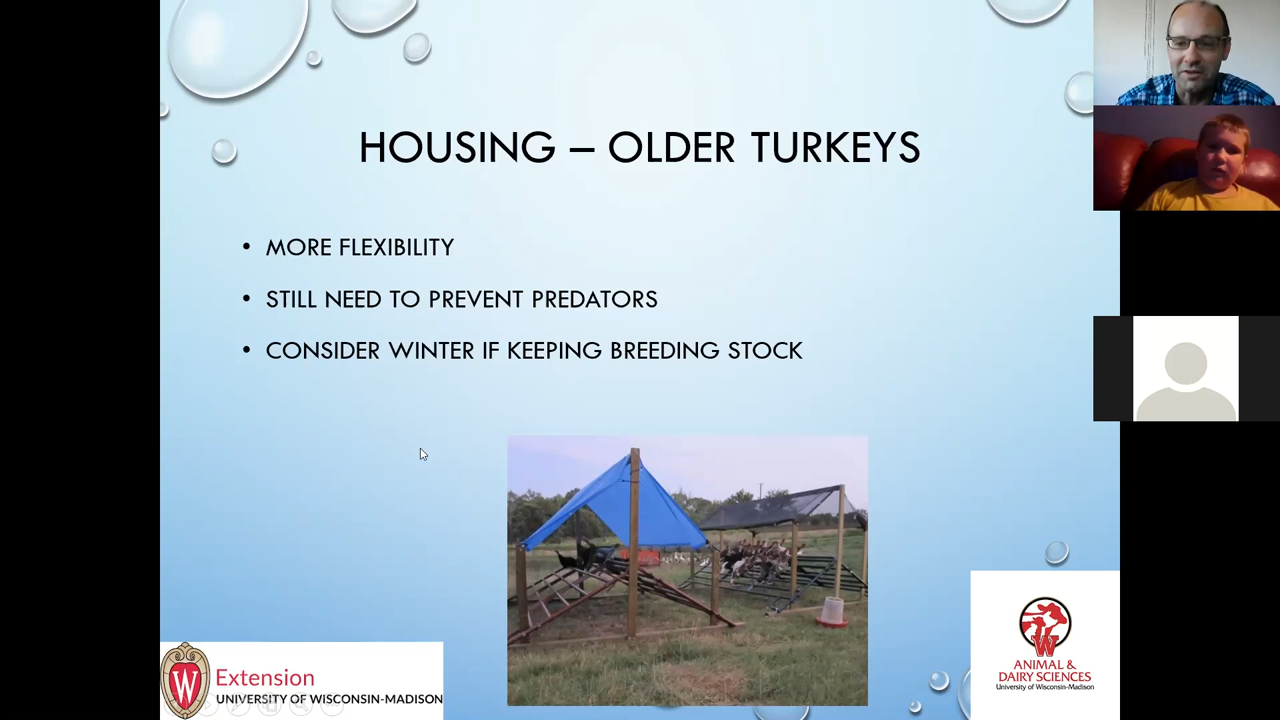 HOUSING – OLDER TURKEYS
• MORE FLEXIBILITY
• STILL NEED TO PREVENT PREDATORS
• CONSIDER WINTER IF KEEPING BREEDING STOCK
W
Extension
UNIVERSITY OF WISCONSIN-MADISON
W
ANIMAL &
DAIRY SCIENCES
University of Wisconsin-Madison